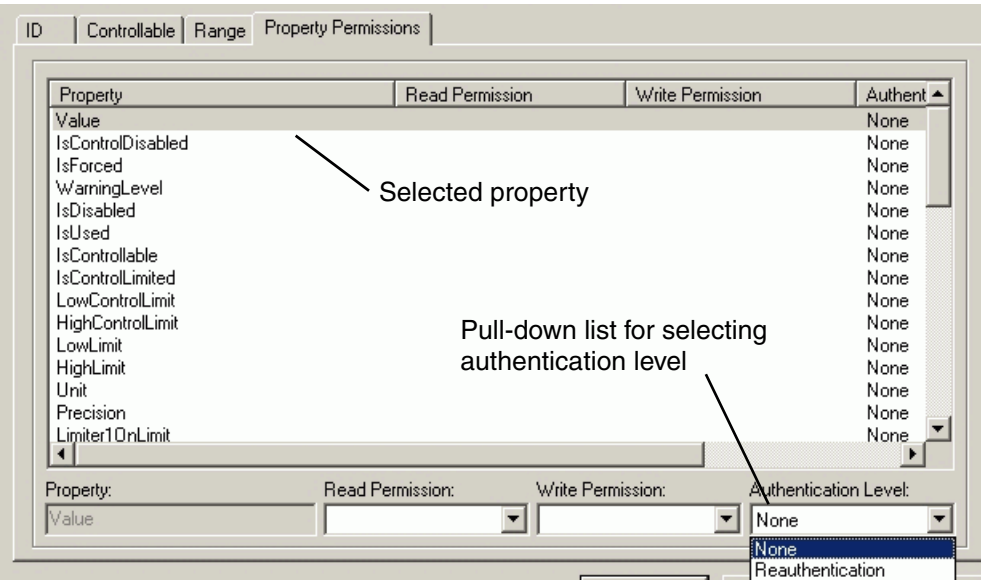 ID Controllable Range Property Permissions
Property Read Permission Write Permission Authent
Value None
IsControlDisabled None
IsForced None
WarningLevel None
Selected property
IsDisabled None
IsUsed None
IsControllable None
IsControlLimited None
LowControlLimit None
HighControlLimit None
Pull-down list for selecting
authentication level
LowLimit None
HighLimit None
Unit None
Precision None
Limiter1OnLimit None
Property: Read Permission: Write Permission: Authentication Level:
Value None
None
Reauthentication